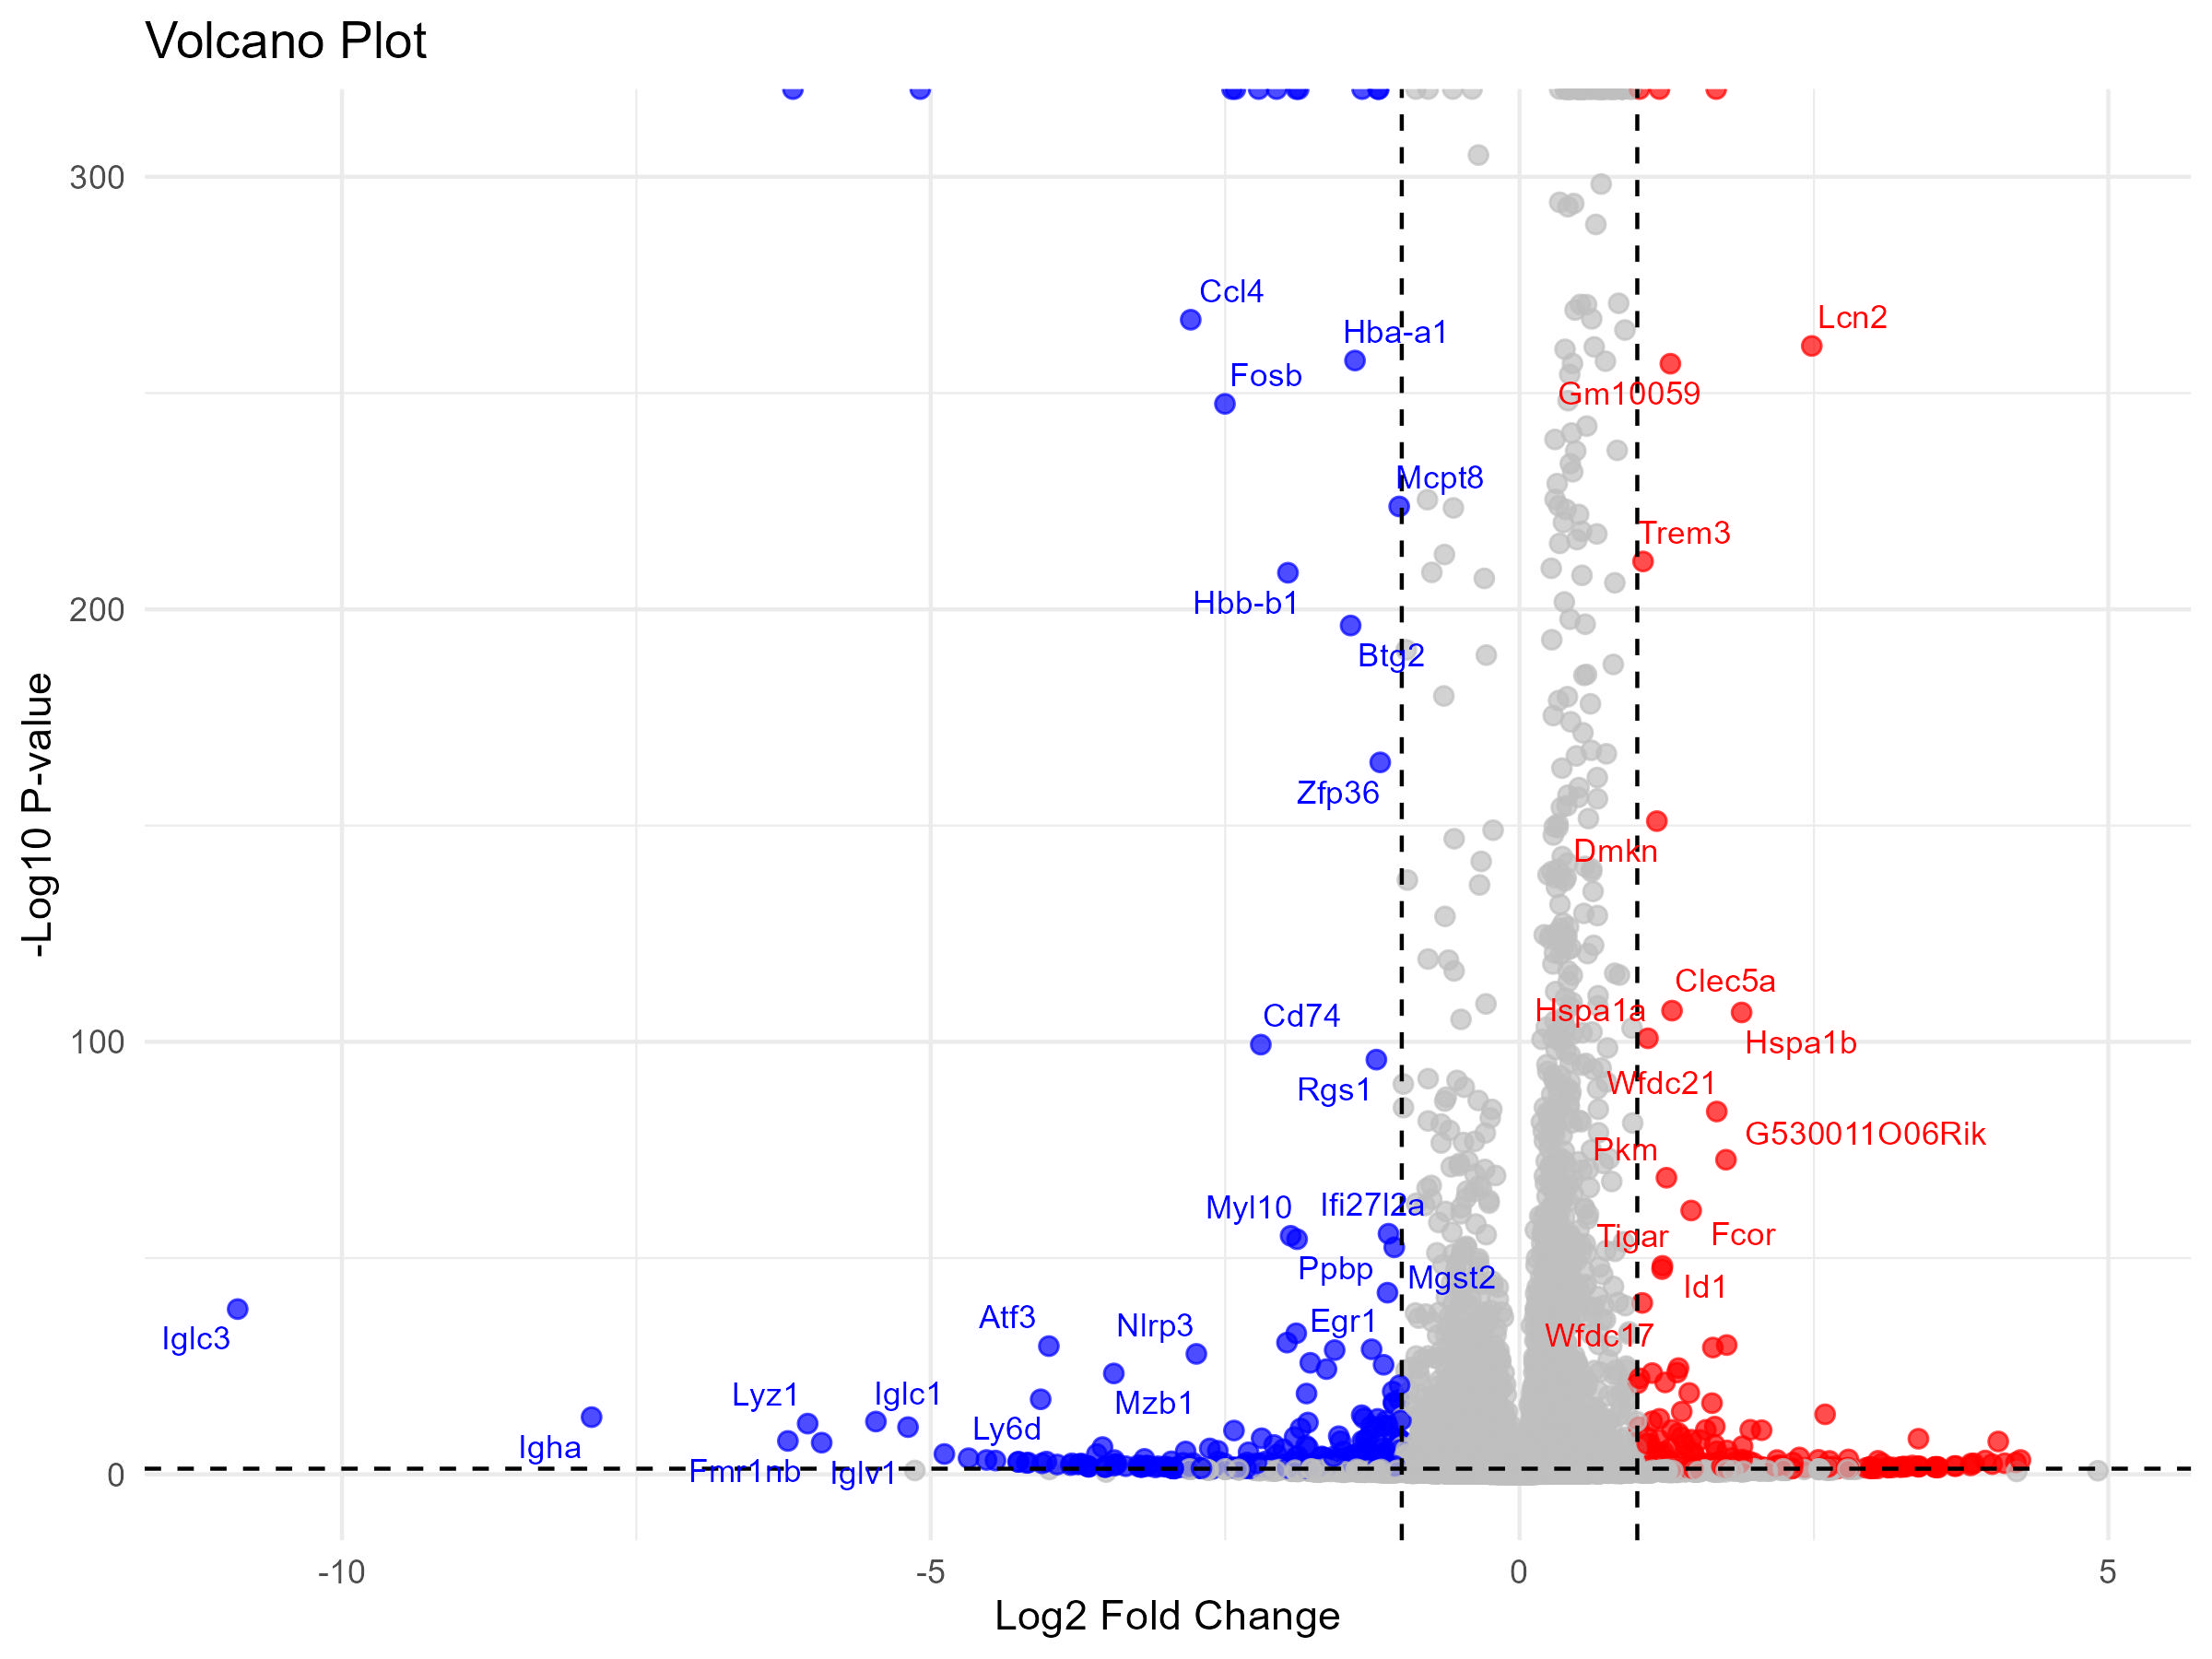 Volcano Plot
300
Ccl4
Lcn2
Hba-a1
Fosb
Gm10059
Mcpt8
Trem3
200
Hbb-b1
Btg2
-Log10 P-value
Zfp36
Dmkn
Clec5a
Hspa1a
Cd74
100
Hspa1b
Rgs1
Wfdc21
G530011O06Rik
Pkm
Myl10
Ifi27l2a
Tigar
Fcor
Ppbp
Mgst2
Id1
Atf3
Nlrp3
Egr1
Iglc3
Wfdc17
Lyz1
Iglc1
Mzb1
Ly6d
Igha
Fmr1nb
Iglv1
0
-10
-5
0
5
Log2 Fold Change